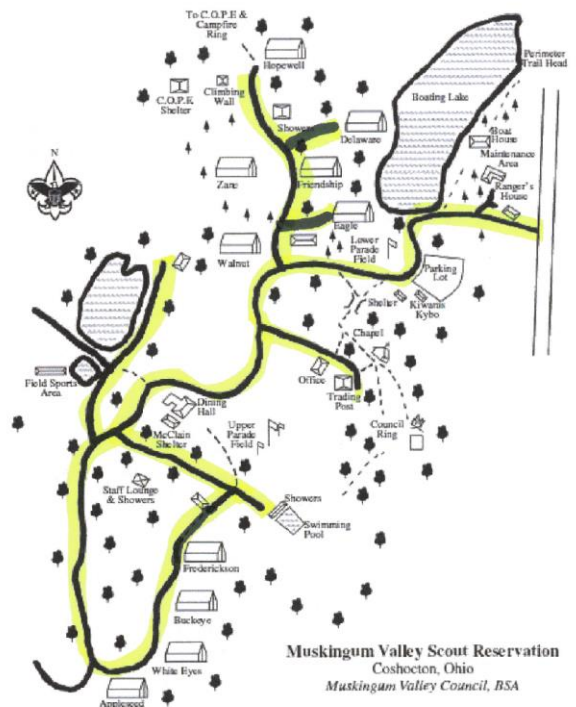 To C.O.P.E &
Campfire
Ring
Hopewell
Perimeter
Trail Head
C.O.P.E
Shelter
Climbing
Wall
Showers
Delaware
Boating Lake
Boat
House
Maintenance
Area
Ranger's
House
N
Zane
Friendship
Eagle
Walnut
Lower
Parade
Field
Parking
Lot
Shelter
Kiwanis
Kybo
Chapel
Office
Trading
Post
Field Sports
Area
Dining
Hall
McClain
Shelter
Upper
Parade
Field
Council
Ring
Staff Lounge
& Showers
Showers
Swimming
Pool
Frederickson
Buckeye
White Eyes
Appleseed
Muskingum Valley Scout Reservation
Coshocton, Ohio
Muskingum Valley Council, BSA